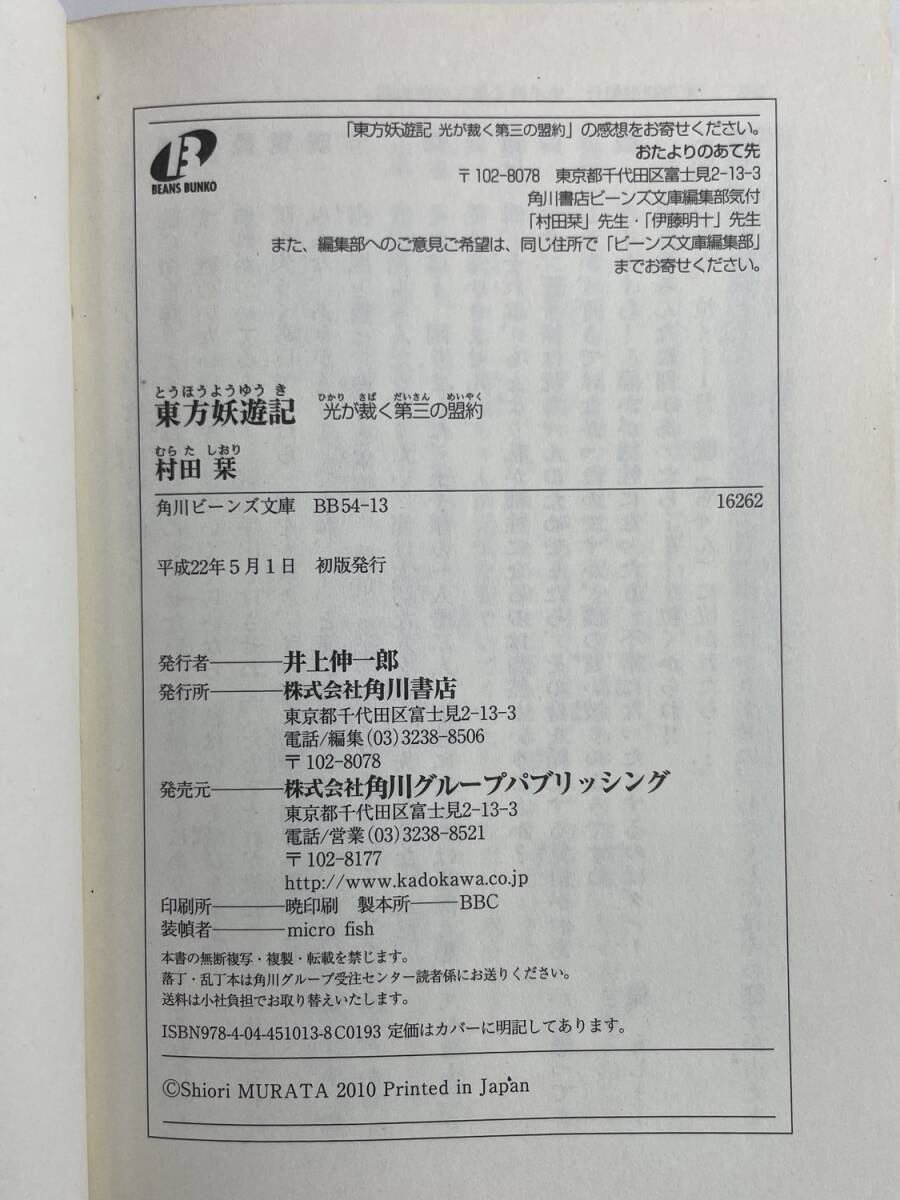 BEANS BUNKO
「東方妖遊記 光が裁く第三の盟約」の感想をお寄せください。
おたよりのあて先
〒102-8078 東京都千代田区富士見2-13-3
角川書店ビーンズ文庫編集部気付
「村田栞」先生・「伊藤明十」先生
また、編集部へのご意見ご希望は、同じ住所で「ビーンズ文庫編集部」
までお寄せください。
とうほうようゆうき ひかり さば だいさん めいやく
東方妖遊記 光が裁く第三の盟約
むらた しおり
村田 栞
角川ビーンズ文庫 BB54-13 16262
平成22年5月1日 初版発行
発行者―――井上伸一郎
発行所―――株式会社角川書店
東京都千代田区富士見2-13-3
電話/編集(03)3238-8506
〒102-8078
発売元―――株式会社角川グループパブリッシング
東京都千代田区富士見2-13-3
電話/営業(03)3238-8521
〒102-8177
http://www.kadokawa.co.jp
印刷所―――暁印刷 製本所―――BBC
装幀者―――micro fish
本書の無断複写・複製・転載を禁じます。
落丁・乱丁本は角川グループ受注センター読者係にお送りください。
送料は小社負担でお取り替えいたします。
ISBN978-4-04-451013-8 C0193 定価はカバーに明記してあります。
©Shiori MURATA 2010 Printed in Japan